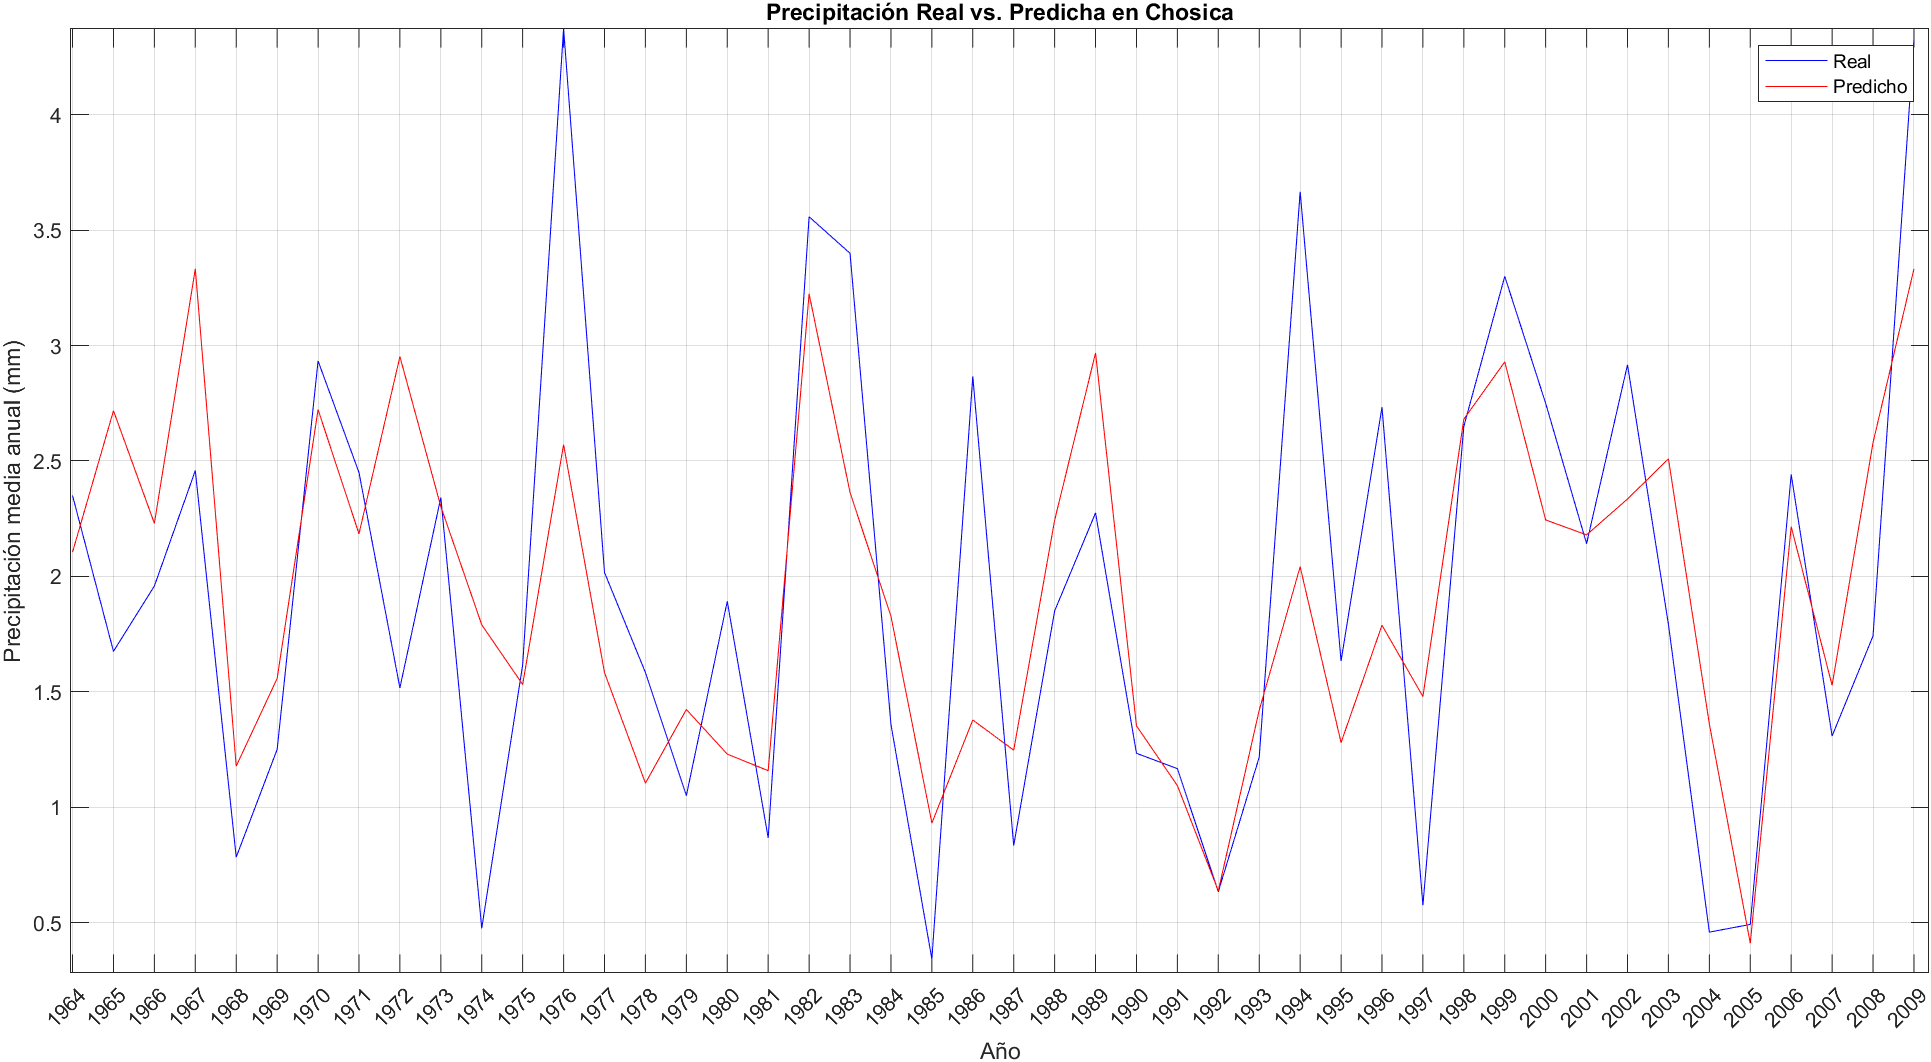 Precipitación Real vs. Predicha en Chosica
Real
Predicho
Precipitación media anual (mm)
4
3.5
3
2.5
2
1.5
1
0.5
1964 1965 1966 1967 1968 1969 1970 1971 1972 1973 1974 1975 1976 1977 1978 1979 1980 1981 1982 1983 1984 1985 1986 1987 1988 1989 1990 1991 1992 1993 1994 1995 1996 1997 1998 1999 2000 2001 2002 2003 2004 2005 2006 2007 2008 2009
Año